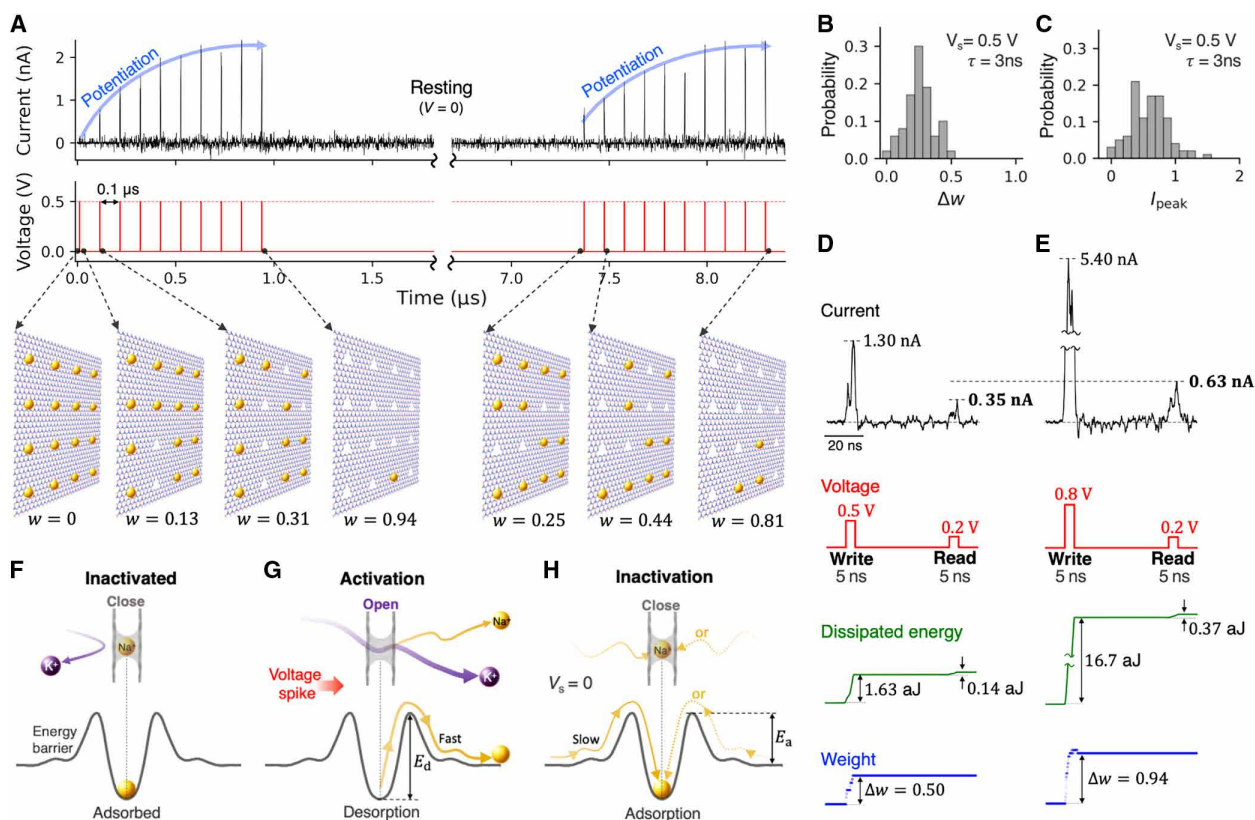 A
Current (nA)
2
1
0
Potentiation
Resting
(V = 0)
Potentiation
Voltage (V)
0.5
0.0
0.1 μs
0.0
0.5
1.0
1.5
7.0
7.5
8.0
Time (μs)
w = 0
w = 0.13
w = 0.31
w = 0.94
w = 0.25
w = 0.44
w = 0.81
B
Vs= 0.5 V
τ = 3ns
Probability
0.3
0.2
0.1
0.0
0.0
0.5
1.0
Δw
C
Vs= 0.5 V
τ = 3ns
Probability
0.3
0.2
0.1
0.0
0
1
2
Ipeak
D
Current
1.30 nA
0.35 nA
20 ns
Voltage
0.5 V
0.2 V
Write
Read
5 ns
5 ns
Dissipated energy
1.63 aJ
0.14 aJ
Weight
Δw = 0.50
E
5.40 nA
0.63 nA
0.8 V
0.2 V
Write
Read
5 ns
5 ns
16.7 aJ
0.37 aJ
Δw = 0.94
F
Inactivated
Close
Na+
K+
Energy
barrier
Adsorbed
G
Activation
Open
Na+
K+
Voltage
spike
Fast
Ed
Desorption
H
Inactivation
Close
or
Na+
Vs = 0
or
Slow
Ea
Adsorption